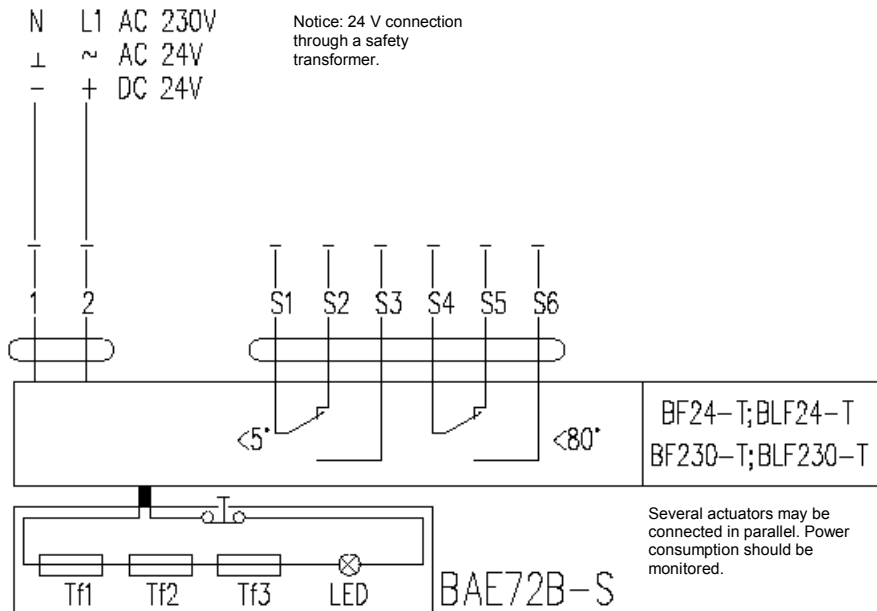 N L1 AC 230V
⊥ ~ AC 24V
− + DC 24V
Notice: 24 V connection
through a safety
transformer.
1 2 S1 S2 S3 S4 S5 S6
<5° <80°
BF24-T;BLF24-T
BF230-T;BLF230-T
Several actuators may be
connected in parallel. Power
consumption should be
monitored.
Tf1 Tf2 Tf3 LED
BAE72B-S